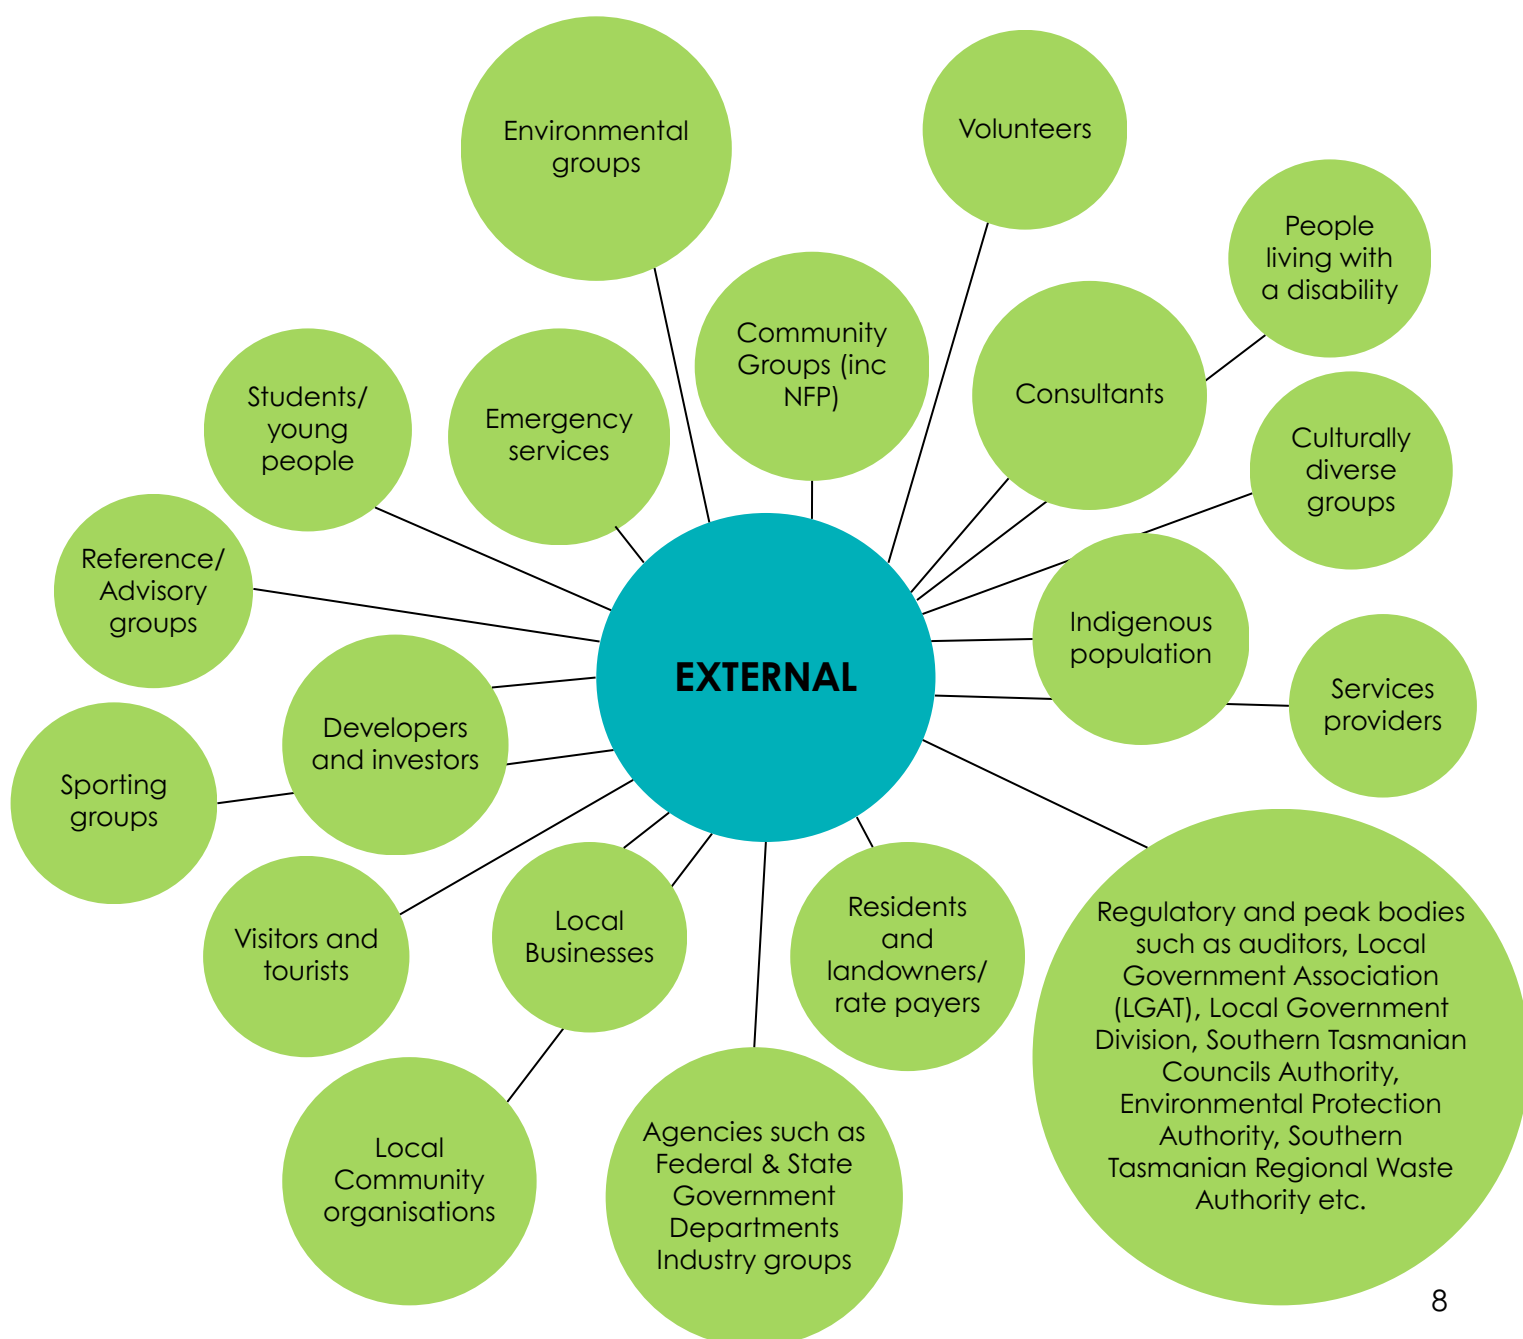 Environmental
groups
Volunteers
People
living with
a disability
Community
Groups (inc
NFP)
Consultants
Students/
young
people
Emergency
services
Culturally
diverse
groups
Reference/
Advisory
groups
Indigenous
population
EXTERNAL
Services
providers
Developers
and investors
Sporting
groups
Visitors and
tourists
Local
Businesses
Residents
and
landowners/
rate payers
Regulatory and peak bodies
such as auditors, Local
Government Association
(LGAT), Local Government
Division, Southern Tasmanian
Councils Authority,
Environmental Protection
Authority, Southern
Tasmanian Regional Waste
Authority etc.
Local
Community
organisations
Agencies such as
Federal & State
Government
Departments
Industry groups
8